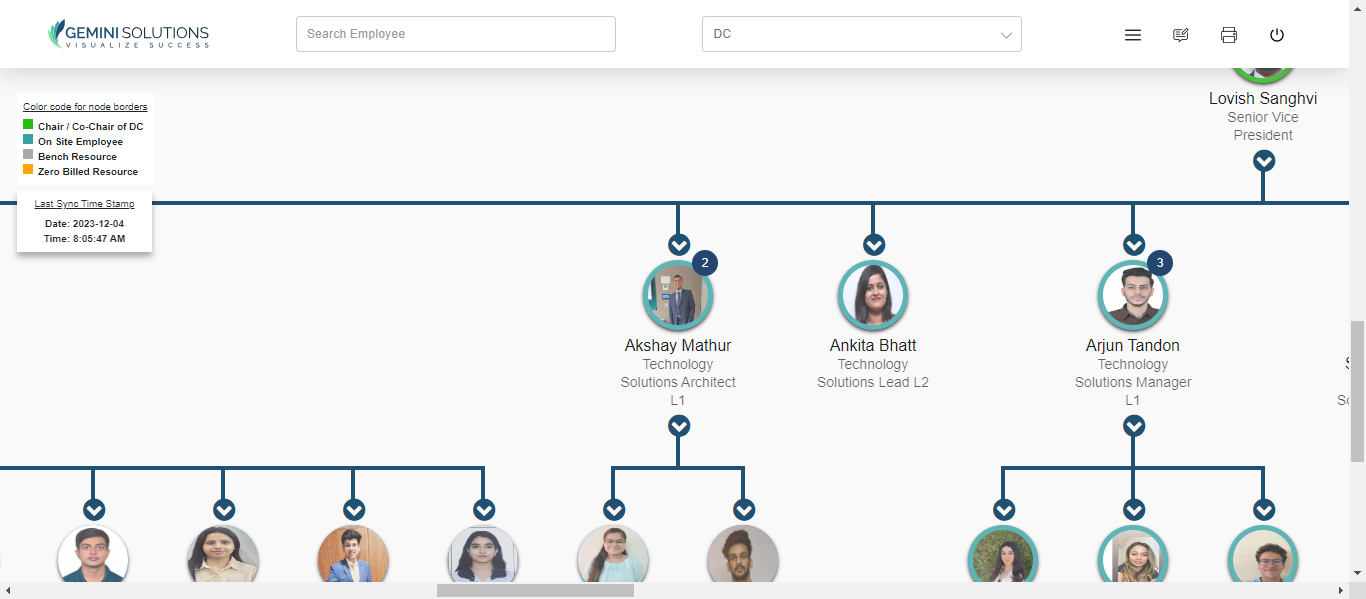 GEMINI SOLUTIONS
VISUALIZE SUCCESS
Search Employee
DC
Color code for node borders
Chair / Co-Chair of DC
On Site Employee
Bench Resource
Zero Billed Resource
Last Sync Time Stamp
Date: 2023-12-04
Time: 8:05:47 AM
Lovish Sanghvi
Senior Vice
President
2
Akshay Mathur
Technology
Solutions Architect
L1
Ankita Bhatt
Technology
Solutions Lead L2
3
Arjun Tandon
Technology
Solutions Manager
L1